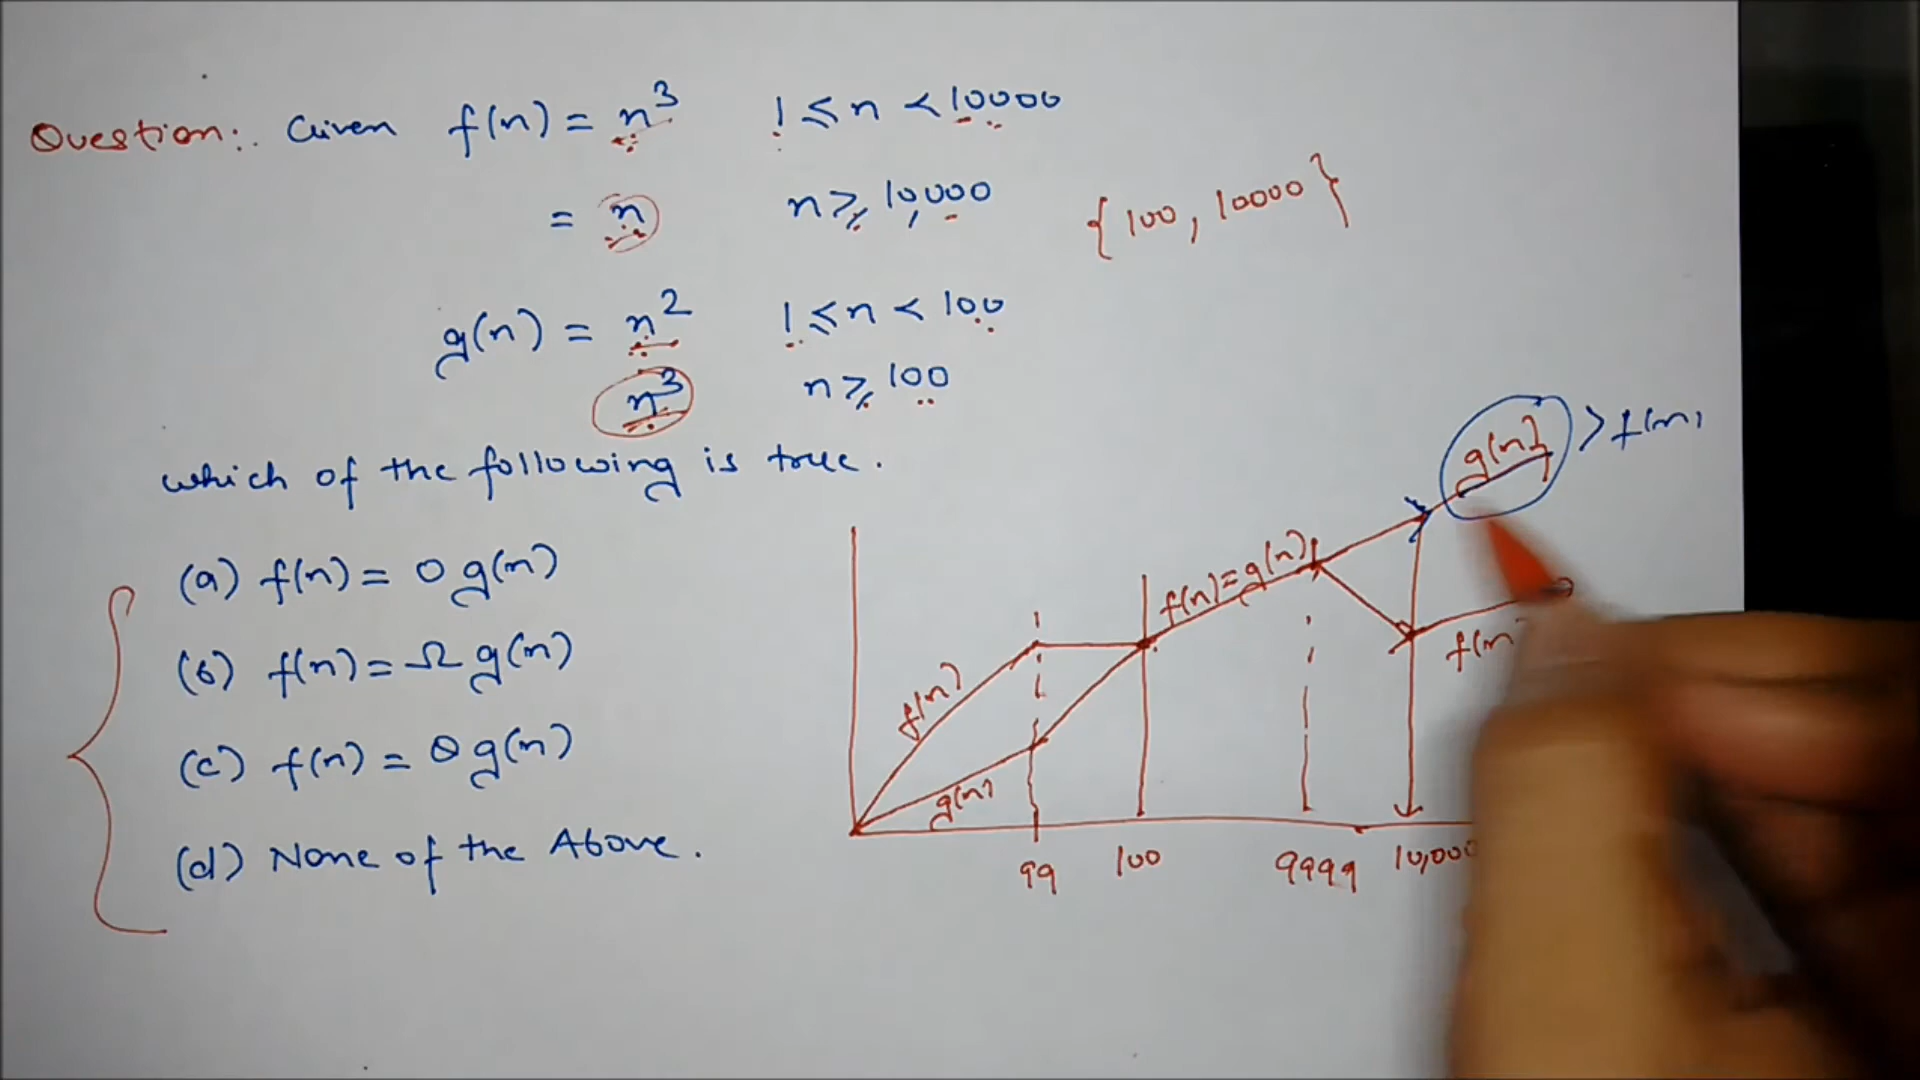 Question:. Given f(n) = n³ 1 ≤ n < 10000
= n n ≥ 10,000
{100, 10000}
g(n) = n² 1 ≤ n < 100
n³ n ≥ 100
which of the following is true.
(a) f(n) = O g(n)
(b) f(n) = Ω g(n)
(c) f(n) = Θ g(n)
(d) None of the Above.
g(n) > f(n)
f(n) = g(n)
f(n)
f(n)
g(n)
99 100 9999 10,000